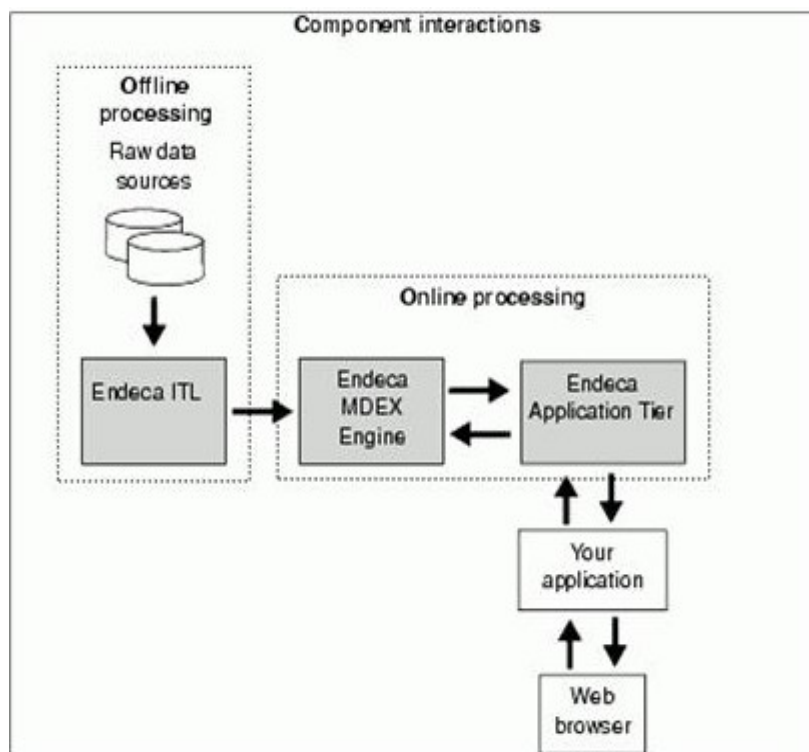 Component interactions
Offline
processing
Raw data
sources
Endeca ITL
Online processing
Endeca
MDEX
Engine
Endeca
Application Tier
Your
application
Web
browser